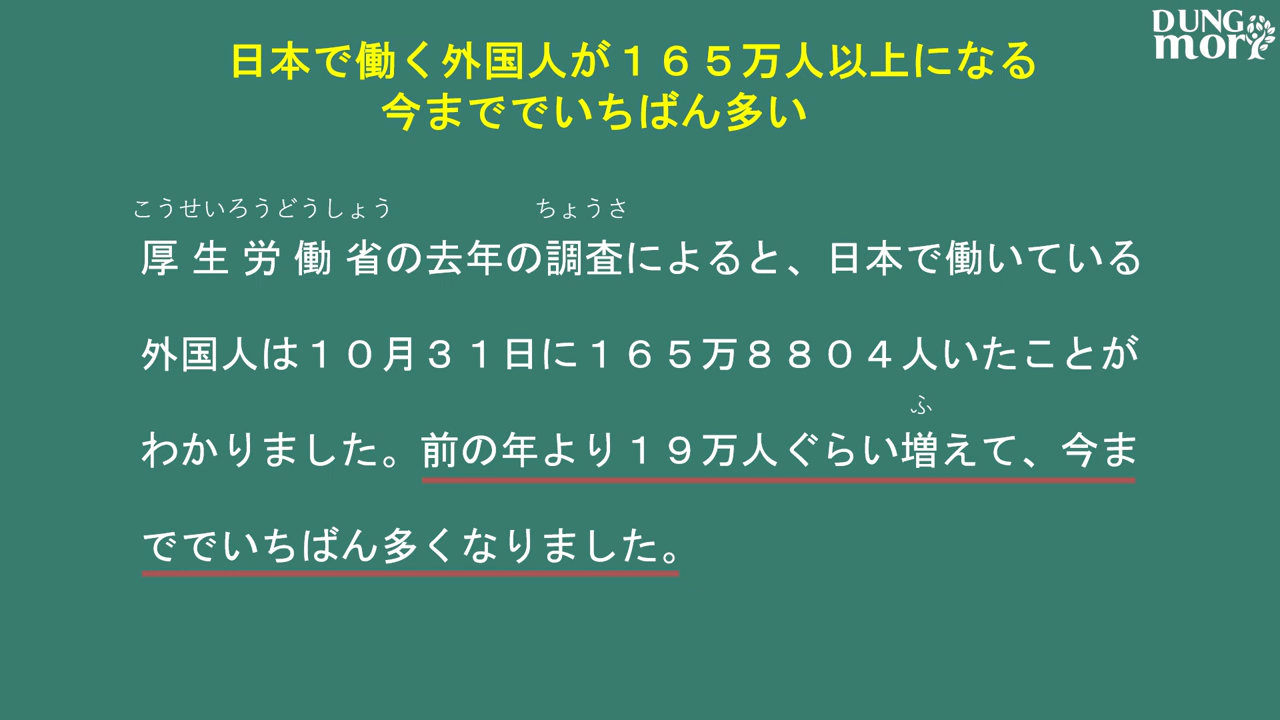 DUNG
mori
日本で働く外国人が１６５万人以上になる
今まででいちばん多い
こうせいろうどうしょう ちょうさ
厚生労働省の去年の調査によると、日本で働いている
外国人は１０月３１日に１６５万８８０４人いたことが
ふ
わかりました。前の年より１９万人ぐらい増えて、今ま
ででいちばん多くなりました。